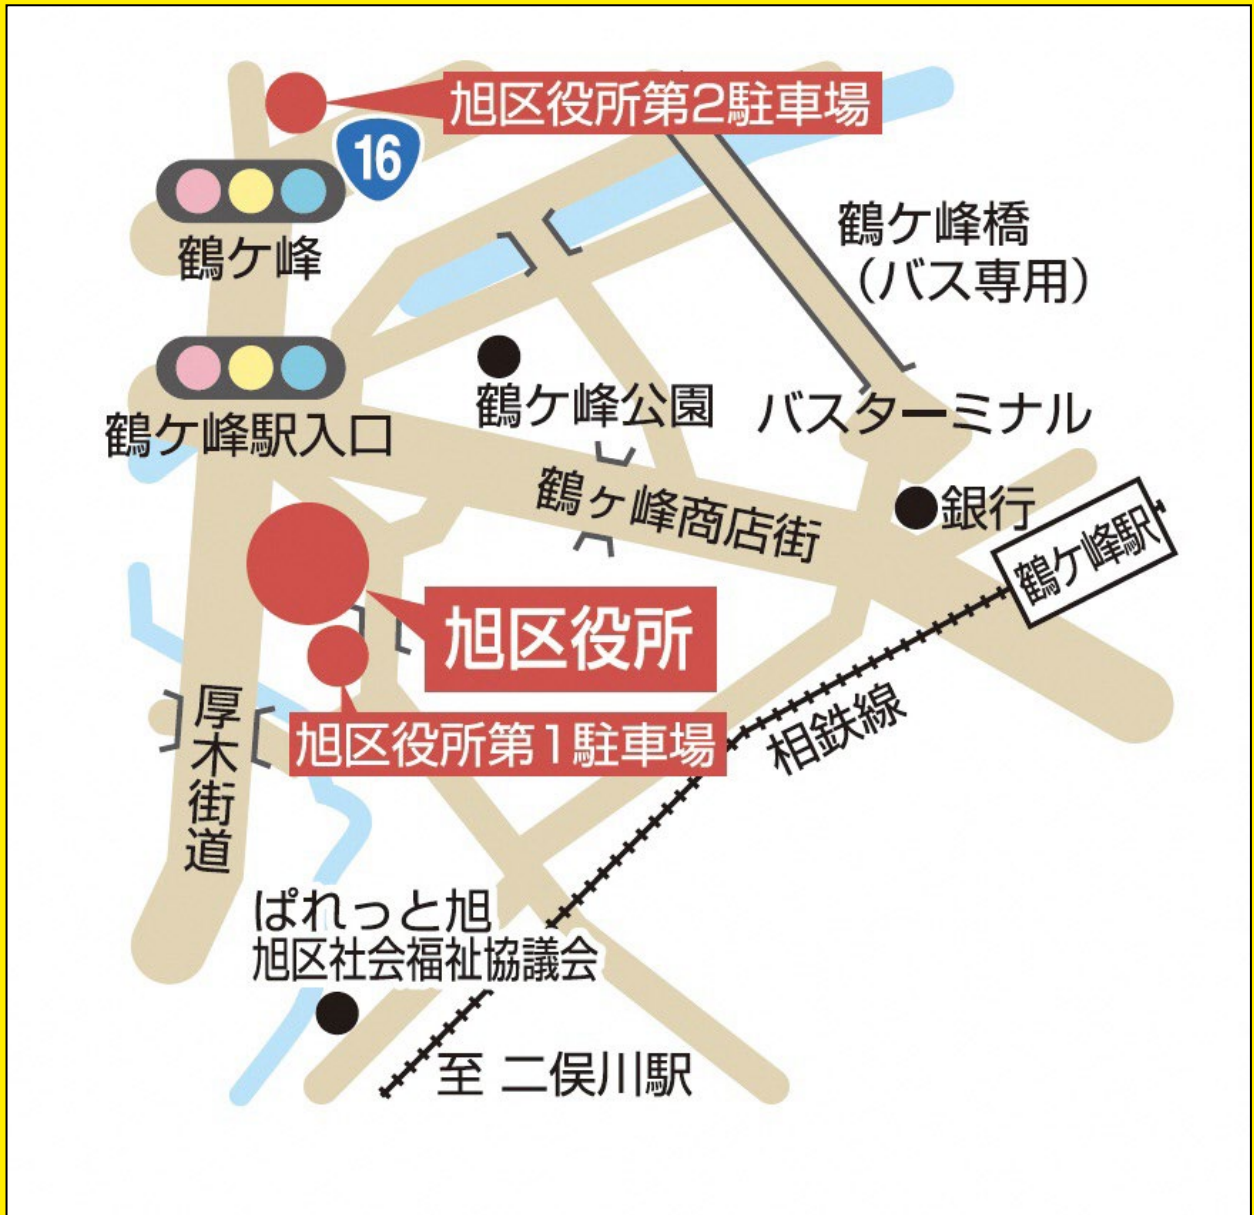 旭区役所第2駐車場
16
鶴ケ峰
鶴ケ峰橋
（バス専用）
鶴ケ峰駅入口
鶴ケ峰公園
バスターミナル
鶴ヶ峰商店街
銀行
鶴ケ峰駅
旭区役所
旭区役所第1駐車場
厚木街道
相鉄線
ぱれっと旭
旭区社会福祉協議会
至 二俣川駅